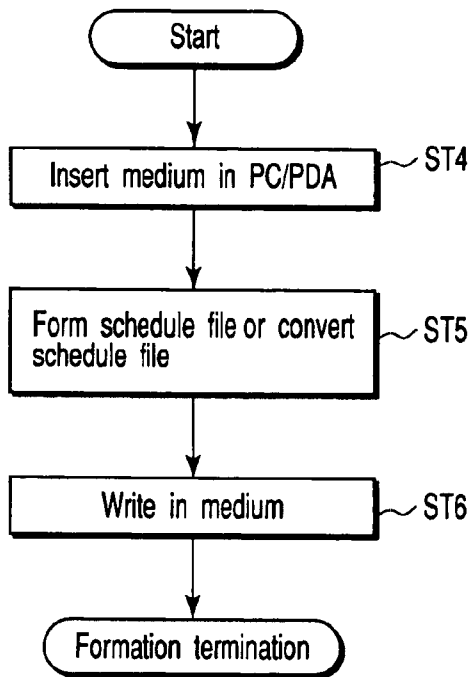 Start
Insert medium in PC/PDA
ST4
Form schedule file or convert
schedule file
ST5
Write in medium
ST6
Formation termination